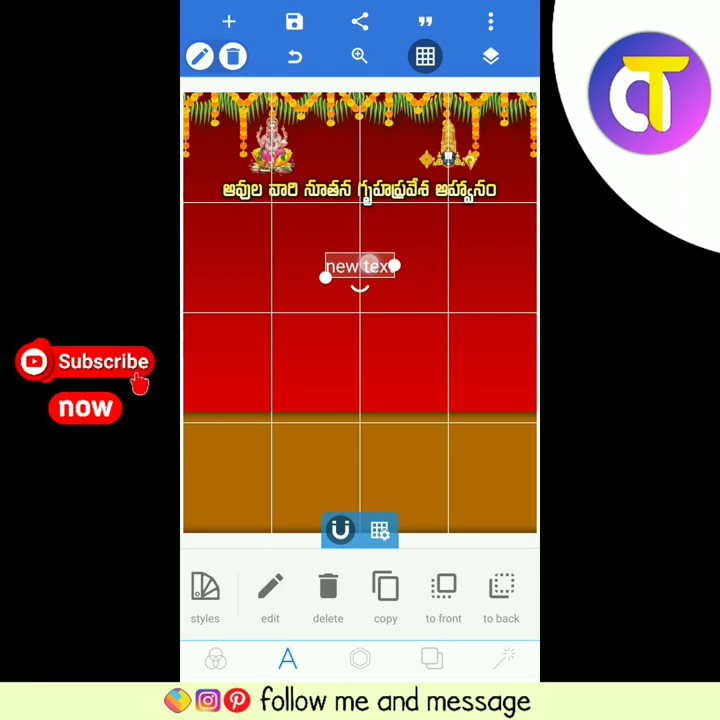 ఆవుల వారి నూతన గృహప్రవేశ ఆహ్వానం
new text
Subscribe
now
styles
edit
delete
copy
to front
to back
follow me and message